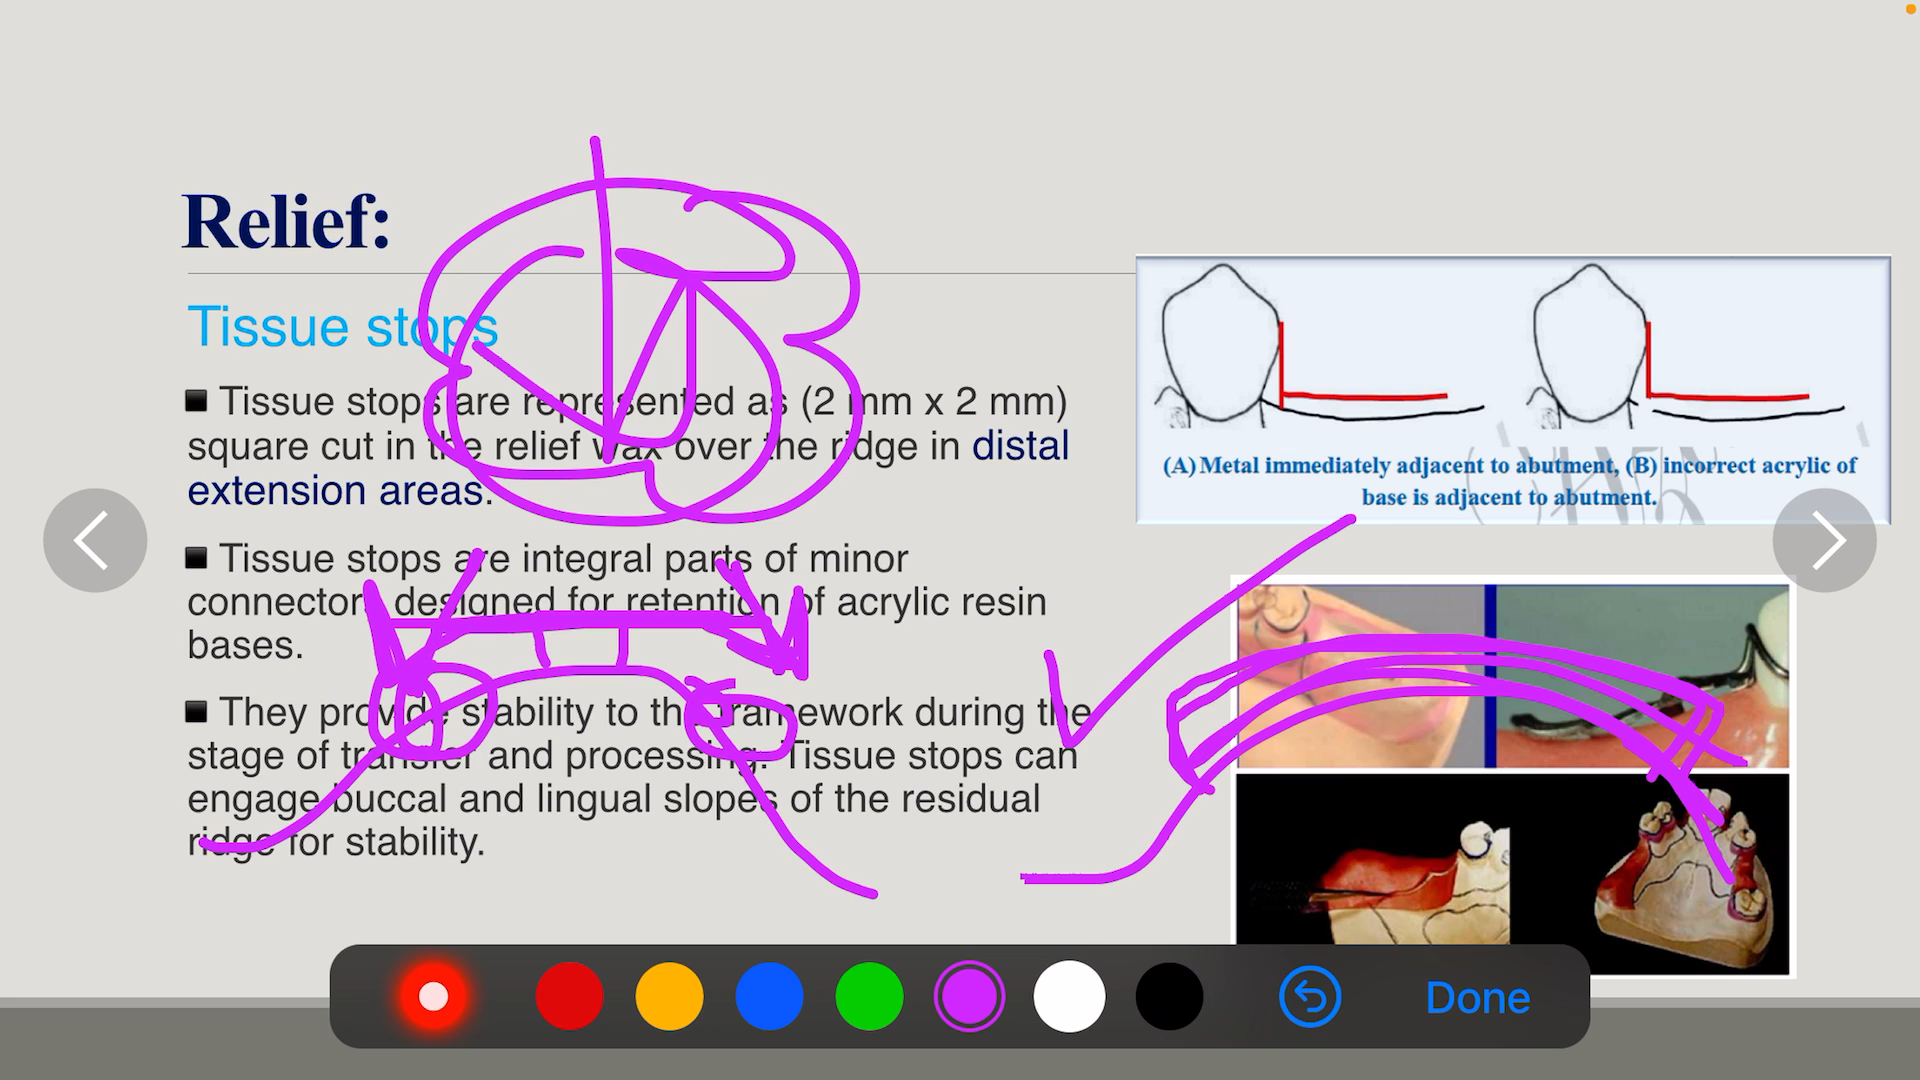 Relief:
Tissue stops
Tissue stops are represented as (2 mm x 2 mm)
square cut in the relief wax over the ridge in distal
extension areas.
Tissue stops are integral parts of minor
connectors designed for retention of acrylic resin
bases.
They provide stability to the framework during the
stage of transfer and processing. Tissue stops can
engage buccal and lingual slopes of the residual
ridge for stability.
(A) Metal immediately adjacent to abutment, (B) incorrect acrylic of
base is adjacent to abutment.
Done